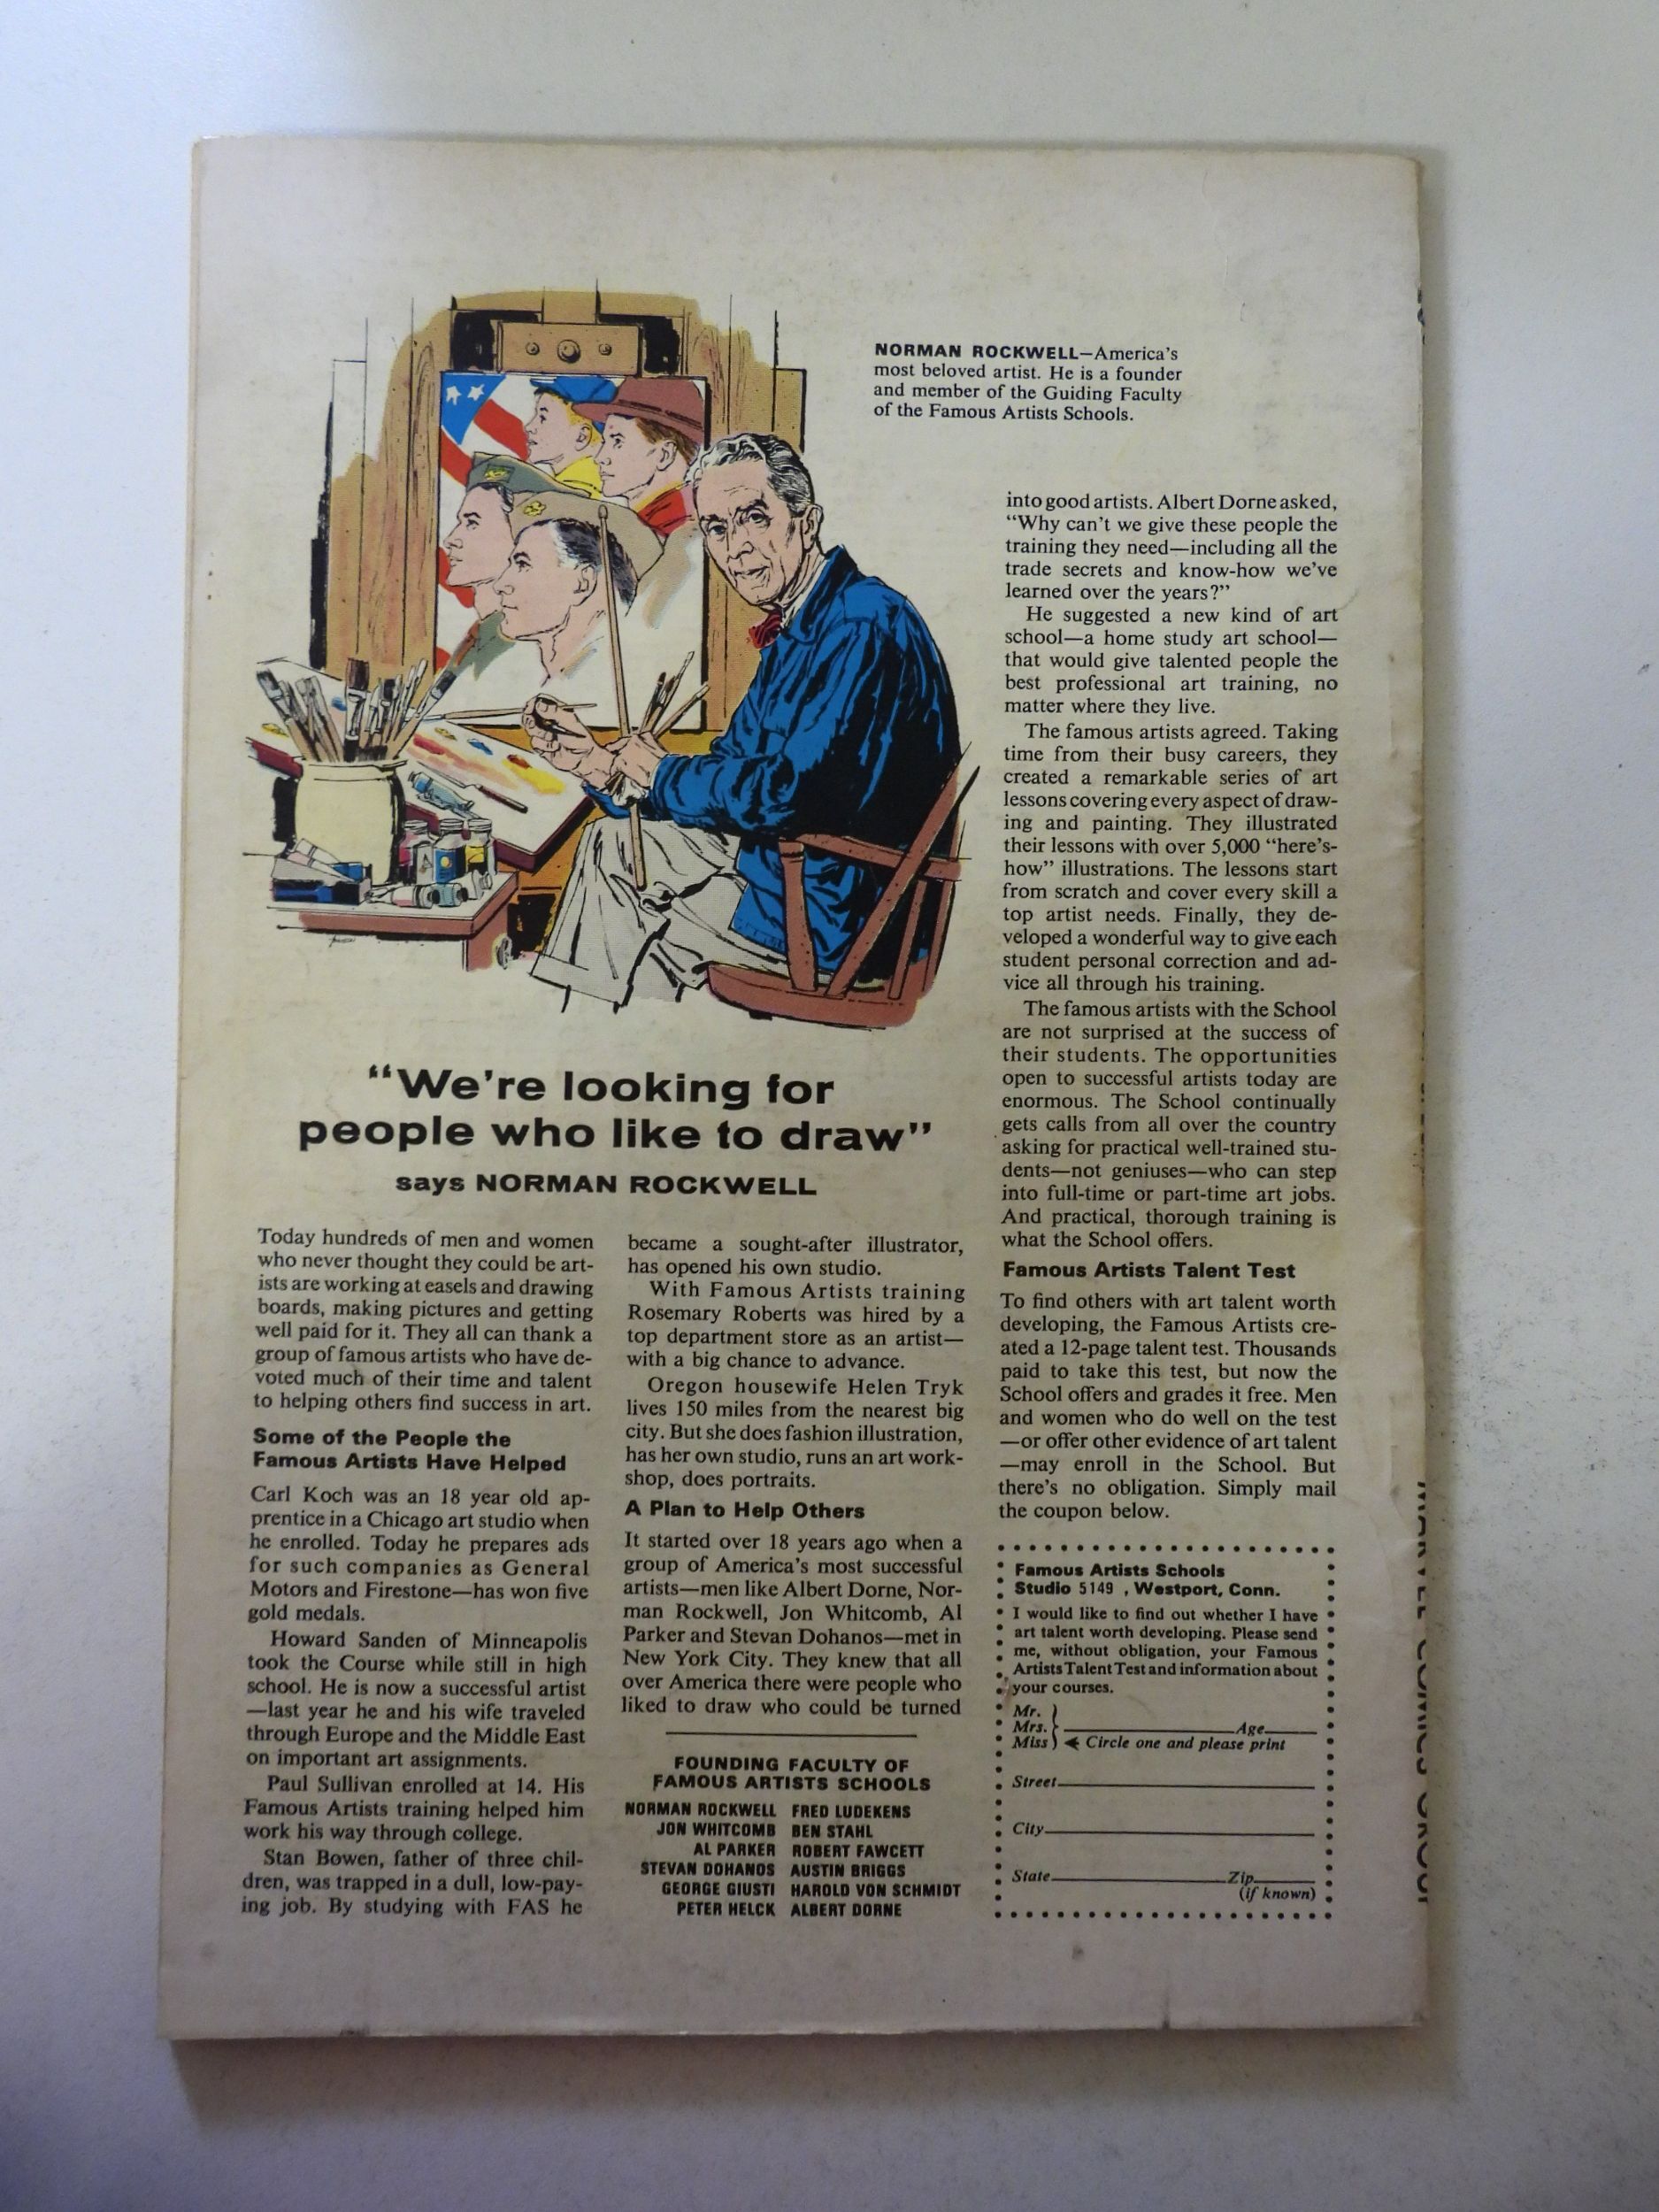 NORMAN ROCKWELL—America's
most beloved artist. He is a founder
and member of the Guiding Faculty
of the Famous Artists Schools.
"We're looking for
people who like to draw"
says NORMAN ROCKWELL
Today hundreds of men and women
who never thought they could be art-
ists are working at easels and drawing
boards, making pictures and getting
well paid for it. They all can thank a
group of famous artists who have de-
voted much of their time and talent
to helping others find success in art.
Some of the People the
Famous Artists Have Helped
Carl Koch was an 18 year old ap-
prentice in a Chicago art studio when
he enrolled. Today he prepares ads
for such companies as General
Motors and Firestone—has won five
gold medals.
Howard Sanden of Minneapolis
took the Course while still in high
school. He is now a successful artist
—last year he and his wife traveled
through Europe and the Middle East
on important art assignments.
Paul Sullivan enrolled at 14. His
Famous Artists training helped him
work his way through college.
Stan Bowen, father of three chil-
dren, was trapped in a dull, low-pay-
ing job. By studying with FAS he
became a sought-after illustrator,
has opened his own studio.
With Famous Artists training
Rosemary Roberts was hired by a
top department store as an artist—
with a big chance to advance.
Oregon housewife Helen Tryk
lives 150 miles from the nearest big
city. But she does fashion illustration,
has her own studio, runs an art work-
shop, does portraits.
A Plan to Help Others
It started over 18 years ago when a
group of America's most successful
artists—men like Albert Dorne, Nor-
man Rockwell, Jon Whitcomb, Al
Parker and Stevan Dohanos—met in
New York City. They knew that all
over America there were people who
liked to draw who could be turned
FOUNDING FACULTY OF
FAMOUS ARTISTS SCHOOLS
NORMAN ROCKWELL FRED LUDEKENS
JON WHITCOMB BEN STAHL
AL PARKER ROBERT FAWCETT
STEVAN DOHANOS AUSTIN BRIGGS
GEORGE GIUSTI HAROLD VON SCHMIDT
PETER HELCK ALBERT DORNE
into good artists. Albert Dorne asked,
"Why can't we give these people the
training they need—including all the
trade secrets and know-how we've
learned over the years?"
He suggested a new kind of art
school—a home study art school—
that would give talented people the
best professional art training, no
matter where they live.
The famous artists agreed. Taking
time from their busy careers, they
created a remarkable series of art
lessons covering every aspect of draw-
ing and painting. They illustrated
their lessons with over 5,000 "here's-
how" illustrations. The lessons start
from scratch and cover every skill a
top artist needs. Finally, they de-
veloped a wonderful way to give each
student personal correction and ad-
vice all through his training.
The famous artists with the School
are not surprised at the success of
their students. The opportunities
open to successful artists today are
enormous. The School continually
gets calls from all over the country
asking for practical well-trained stu-
dents—not geniuses—who can step
into full-time or part-time art jobs.
And practical, thorough training is
what the School offers.
Famous Artists Talent Test
To find others with art talent worth
developing, the Famous Artists cre-
ated a 12-page talent test. Thousands
paid to take this test, but now the
School offers and grades it free. Men
and women who do well on the test
—or offer other evidence of art talent
—may enroll in the School. But
there's no obligation. Simply mail
the coupon below.
Famous Artists Schools
Studio 5149 , Westport, Conn.
I would like to find out whether I have
art talent worth developing. Please send
me, without obligation, your Famous
Artists Talent Test and information about
your courses.
Mr.
Mrs. Age
Miss Circle one and please print
Street
City
State Zip
(if known)